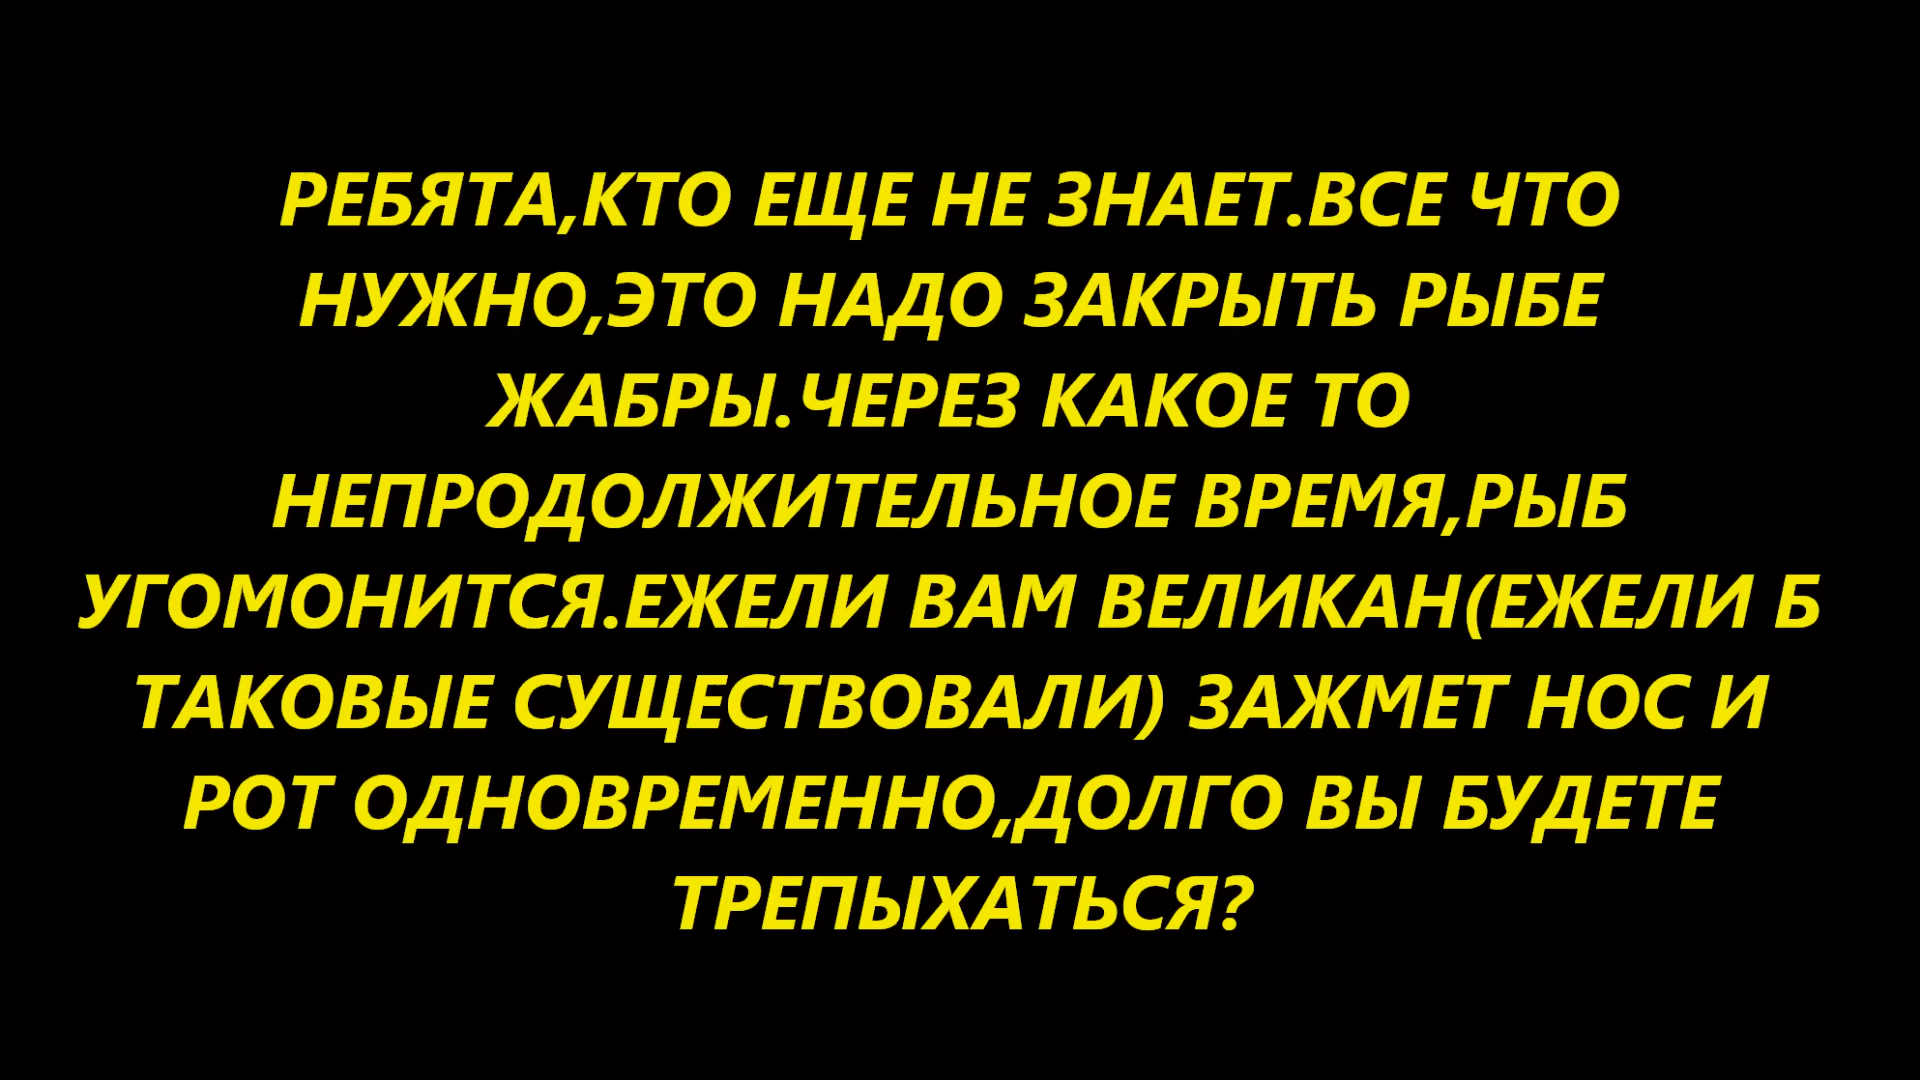 РЕБЯТА,КТО ЕЩЕ НЕ ЗНАЕТ.ВСЕ ЧТО
НУЖНО,ЭТО НАДО ЗАКРЫТЬ РЫБЕ
ЖАБРЫ.ЧЕРЕЗ КАКОЕ ТО
НЕПРОДОЛЖИТЕЛЬНОЕ ВРЕМЯ,РЫБ
УГОМОНИТСЯ.ЕЖЕЛИ ВАМ ВЕЛИКАН(ЕЖЕЛИ Б
ТАКОВЫЕ СУЩЕСТВОВАЛИ) ЗАЖМЕТ НОС И
РОТ ОДНОВРЕМЕННО,ДОЛГО ВЫ БУДЕТЕ
ТРЕПЫХАТЬСЯ?